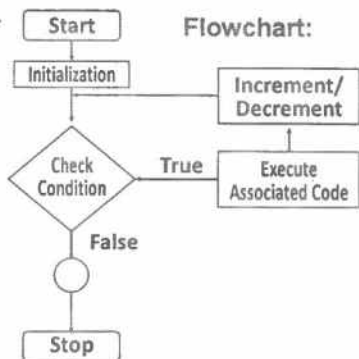 Start
Flowchart:
Initialization
Increment/
Decrement
Check
Condition
True
Execute
Associated Code
False
Stop